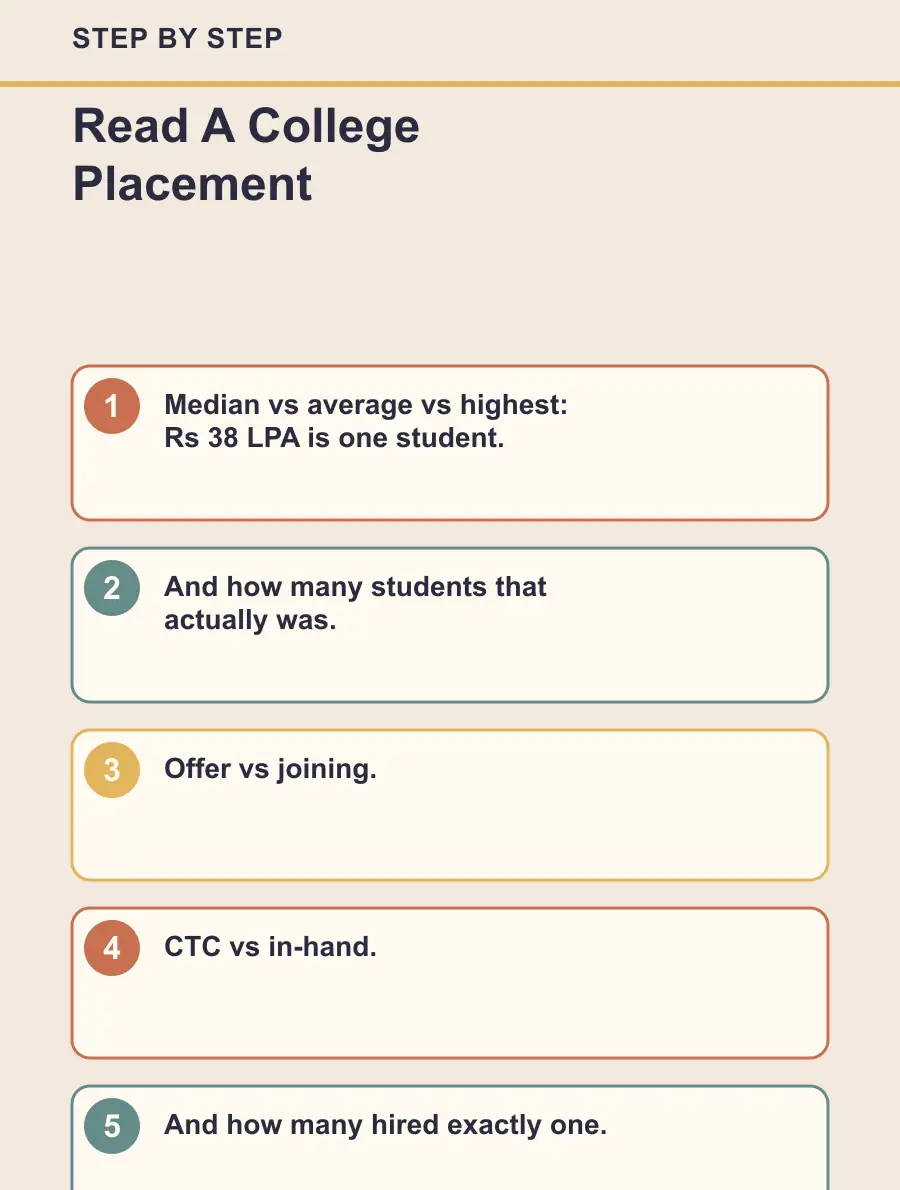 STEP BY STEP
Read A College
Placement
1
Median vs average vs highest:
Rs 38 LPA is one student.
2
And how many students that
actually was.
3
Offer vs joining.
4
CTC vs in-hand.
5
And how many hired exactly one.